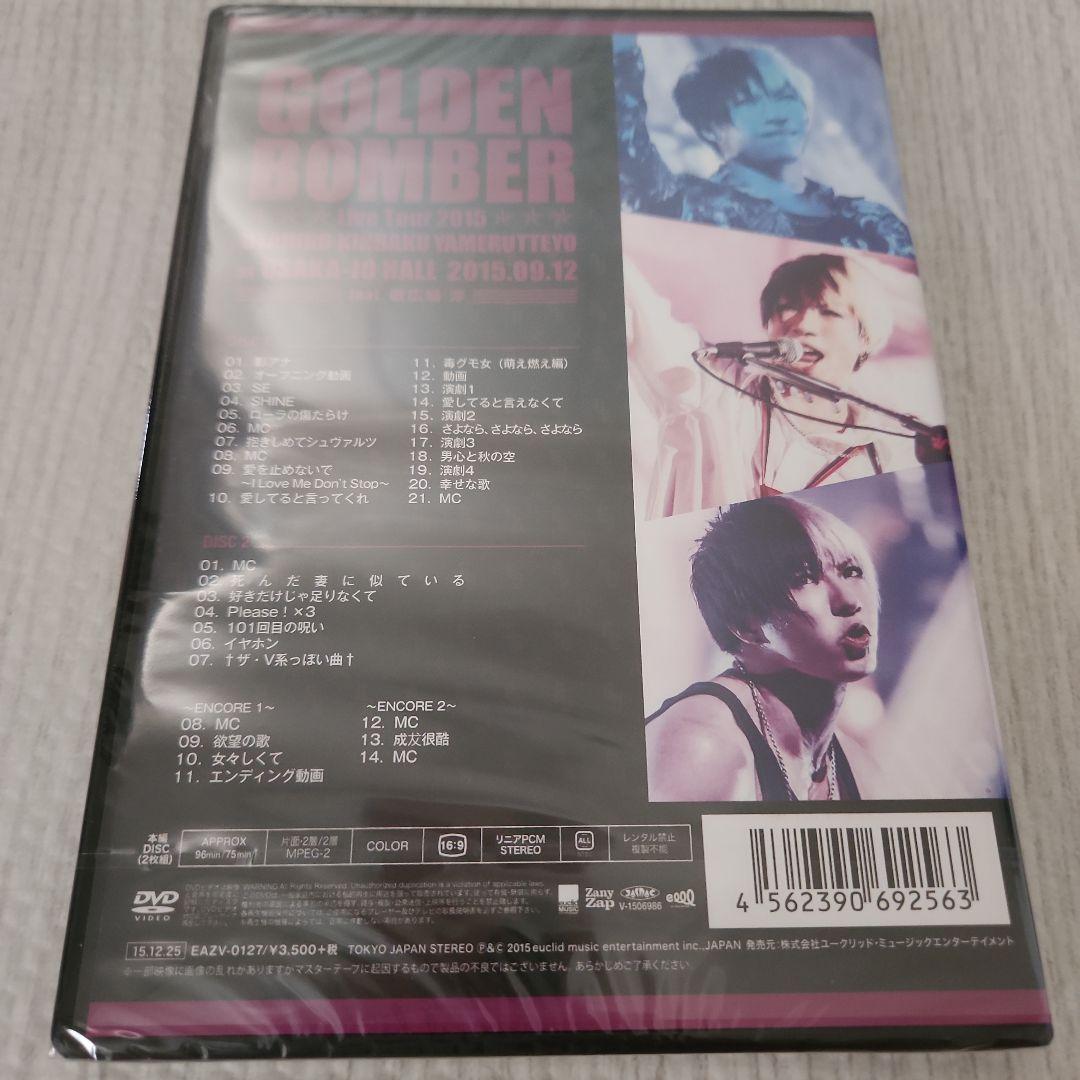 GOLDEN
BOMBER
Live Tour 2015 ★ ★ ★
KINBAKU YAMERUTTEYO
OSAKA-JO HALL 2015.09.12
feat.
01. 影アナ
02. オープニング動画
03. SE
04. SHINE
05. ローラの傷だらけ
06. MC
07. 抱きしめてシュヴァルツ
08. MC
09. 愛を止めないで
～I Love Me Don't Stop～
10. 愛してると言ってくれ
11. 毒グモ女（萌え燃え編）
12. 動画
13. 演劇1
14. 愛してると言えなくて
15. 演劇2
16. さよなら、さよなら、さよなら
17. 演劇3
18. 男心と秋の空
19. 演劇4
20. 幸せな歌
21. MC
DISC 2
01. MC
02. 死んだ妻に似ている
03. 好きだけじゃ足りなくて
04. Please！×3
05. 101回目の呪い
06. イヤホン
07. †ザ・V系っぽい曲†
～ENCORE 1～
08. MC
09. 欲望の歌
10. 女々しくて
11. エンディング動画
～ENCORE 2～
12. MC
13. 成友很酷
14. MC
本編
DISC
(2枚組)
APPROX
96min/75min
片面・2層/2層
MPEG-2
COLOR
16:9
リニアPCM
STEREO
ALL
レンタル禁止
複製不能
DVD
VIDEO
WARNING: All Rights Reserved. Unauthorized duplication is a violation of applicable laws.
Zany
Zap
JASRAC
V-1506986
4 562390 692563
15.12.25 EAZV-0127/¥3,500+税 TOKYO JAPAN STEREO Ⓟ&© 2015 euclid music entertainment inc.,JAPAN 発売元：株式会社ユークリッド・ミュージックエンターテイメント
※一部映像に画像の乱れがありますがマスターテープに起因するもので製品の不良ではございません。あらかじめご了承ください。